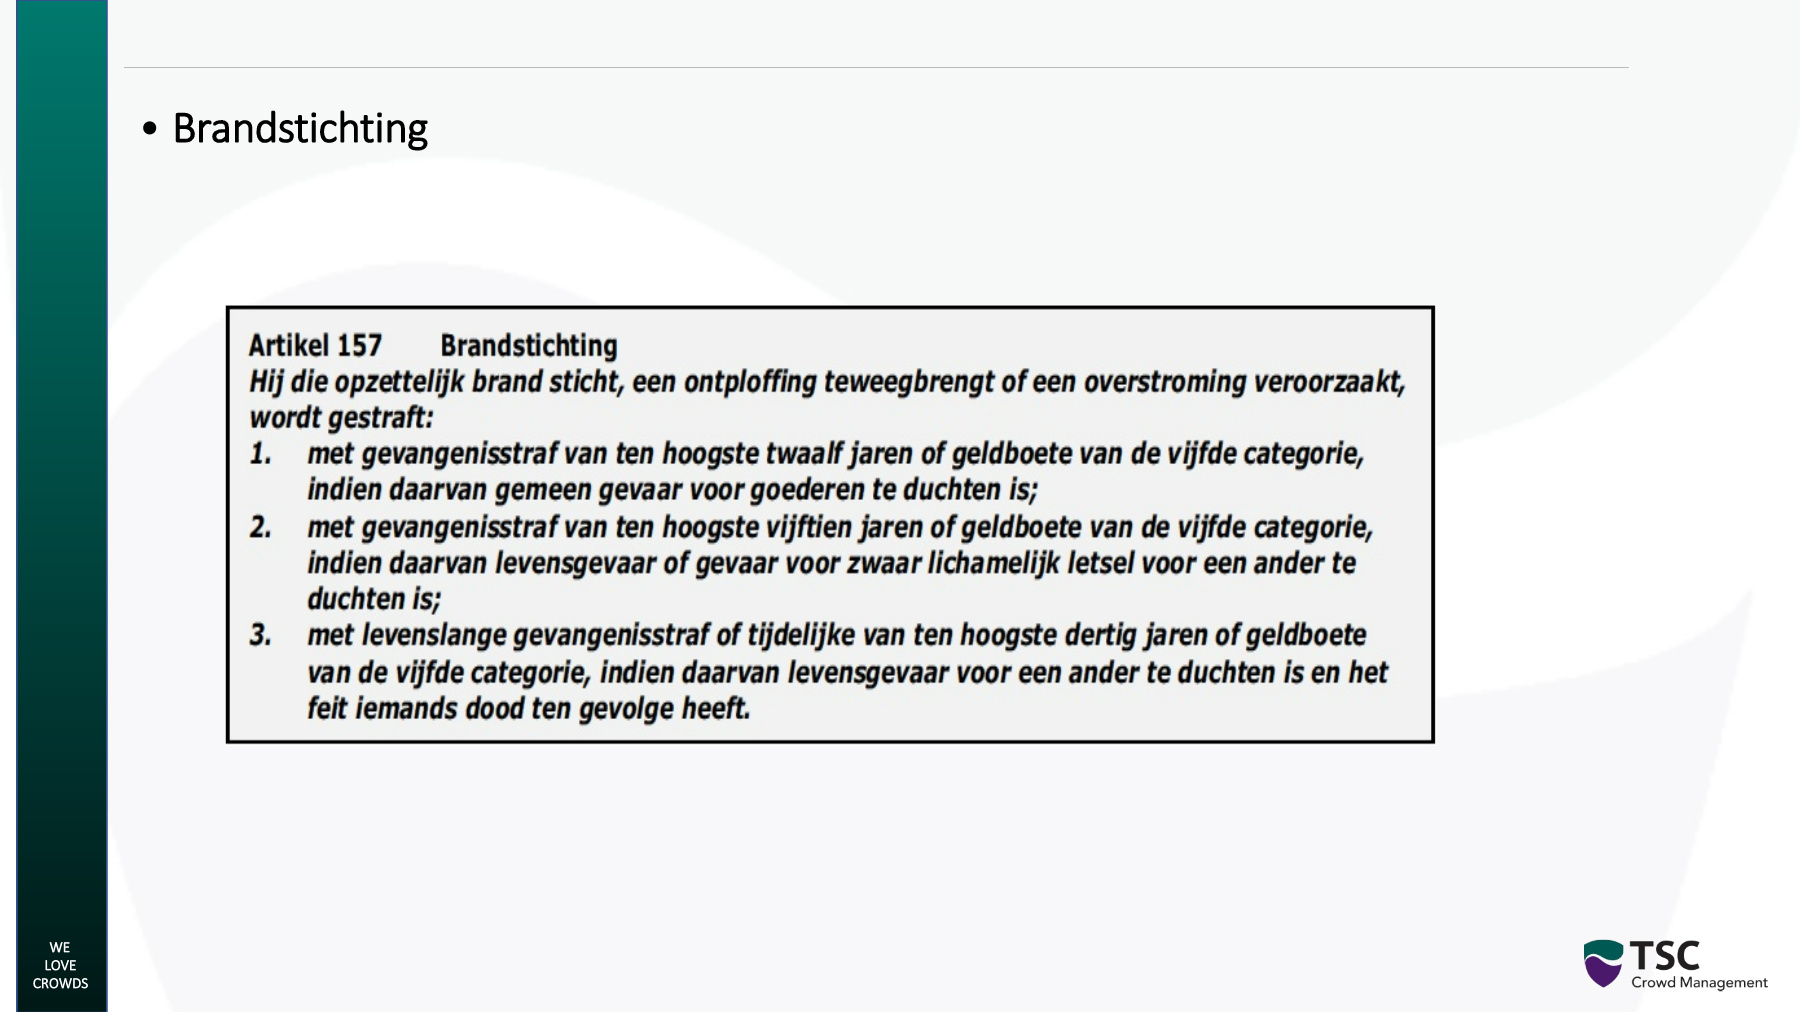 • Brandstichting
Artikel 157 Brandstichting
Hij die opzettelijk brand sticht, een ontploffing teweegbrengt of een overstroming veroorzaakt,
wordt gestraft:
1. met gevangenisstraf van ten hoogste twaalf jaren of geldboete van de vijfde categorie,
indien daarvan gemeen gevaar voor goederen te duchten is;
2. met gevangenisstraf van ten hoogste vijftien jaren of geldboete van de vijfde categorie,
indien daarvan levensgevaar of gevaar voor zwaar lichamelijk letsel voor een ander te
duchten is;
3. met levenslange gevangenisstraf of tijdelijke van ten hoogste dertig jaren of geldboete
van de vijfde categorie, indien daarvan levensgevaar voor een ander te duchten is en het
feit iemands dood ten gevolge heeft.
WE
LOVE
CROWDS
TSC
Crowd Management